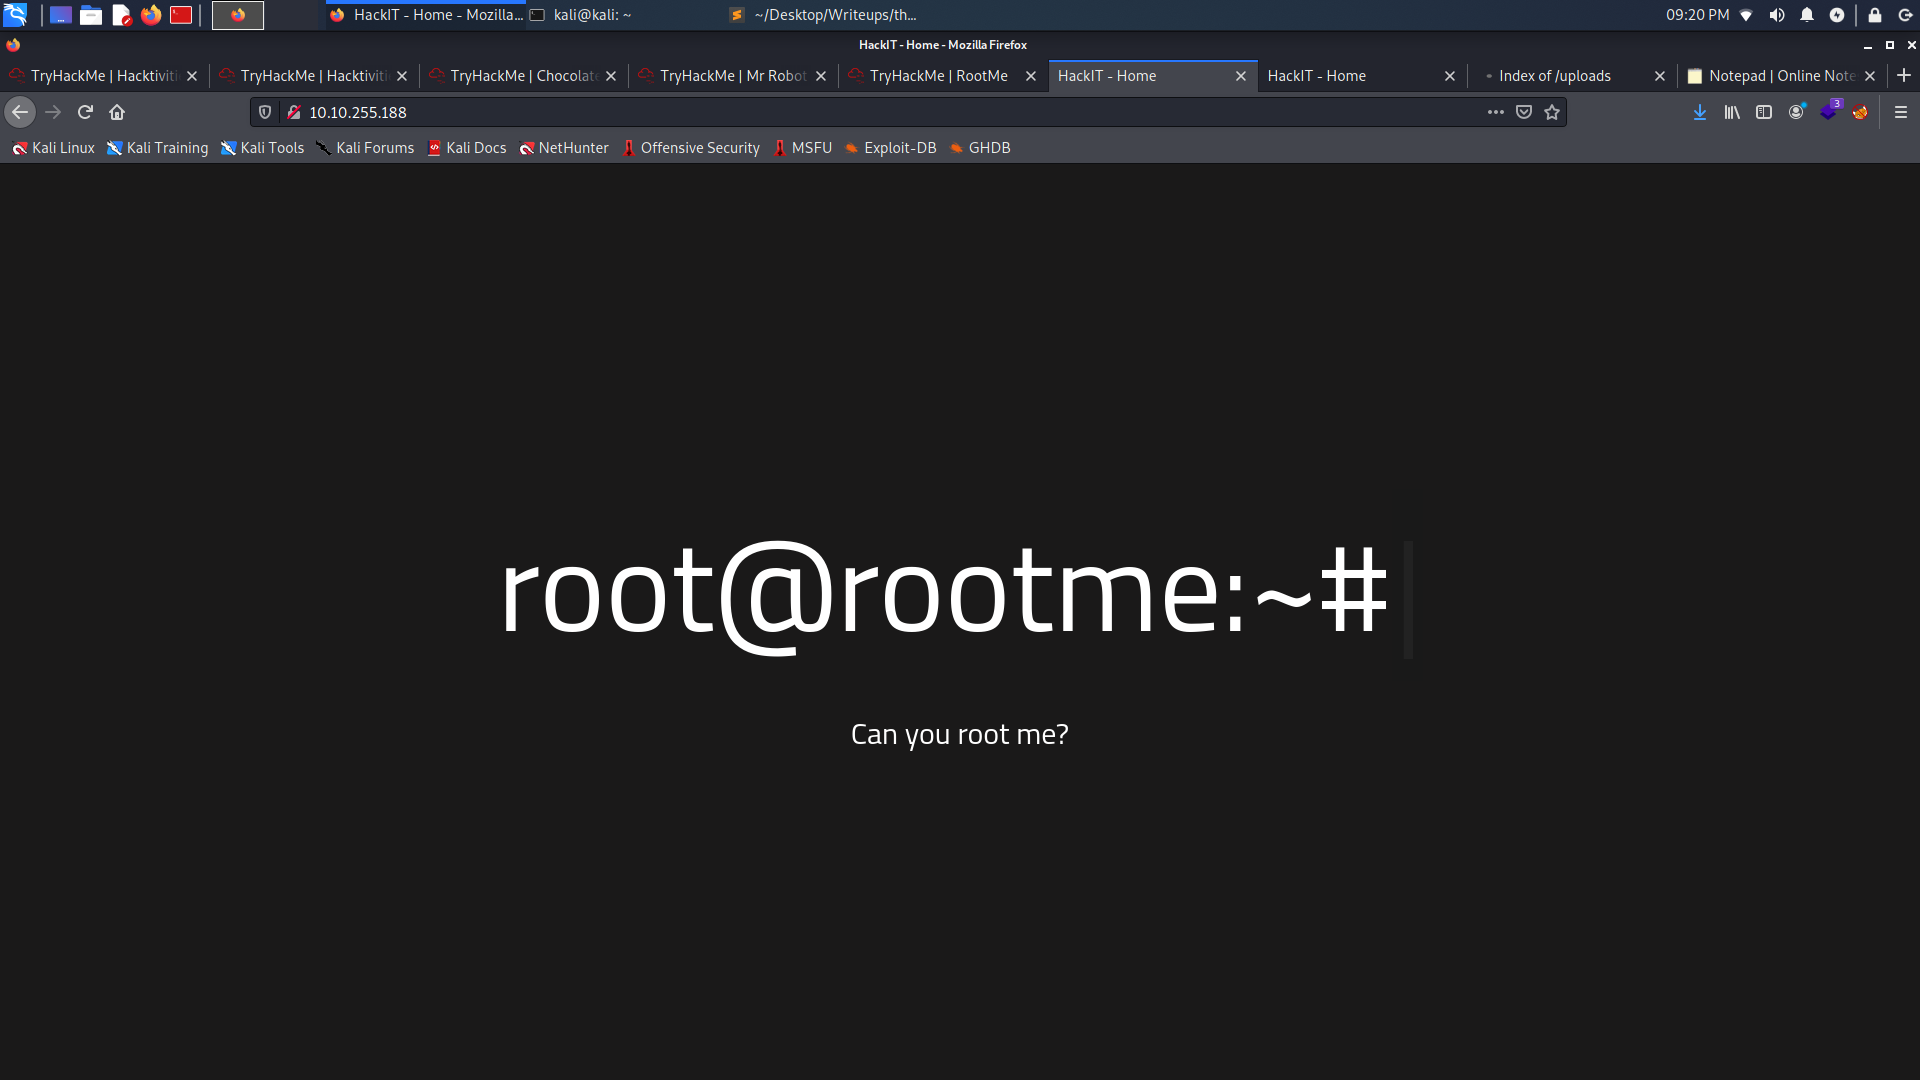 HackIT - Home - Mozilla...
kali@kali: ~
~/Desktop/Writeups/th...
09:20 PM
HackIT - Home - Mozilla Firefox
TryHackMe | Hacktiviti
TryHackMe | Hacktiviti
TryHackMe | Chocolate
TryHackMe | Mr Robot
TryHackMe | RootMe
HackIT - Home
HackIT - Home
Index of /uploads
Notepad | Online Note
10.10.255.188
3
Kali Linux
Kali Training
Kali Tools
Kali Forums
Kali Docs
NetHunter
Offensive Security
MSFU
Exploit-DB
GHDB
root@rootme:~#
Can you root me?